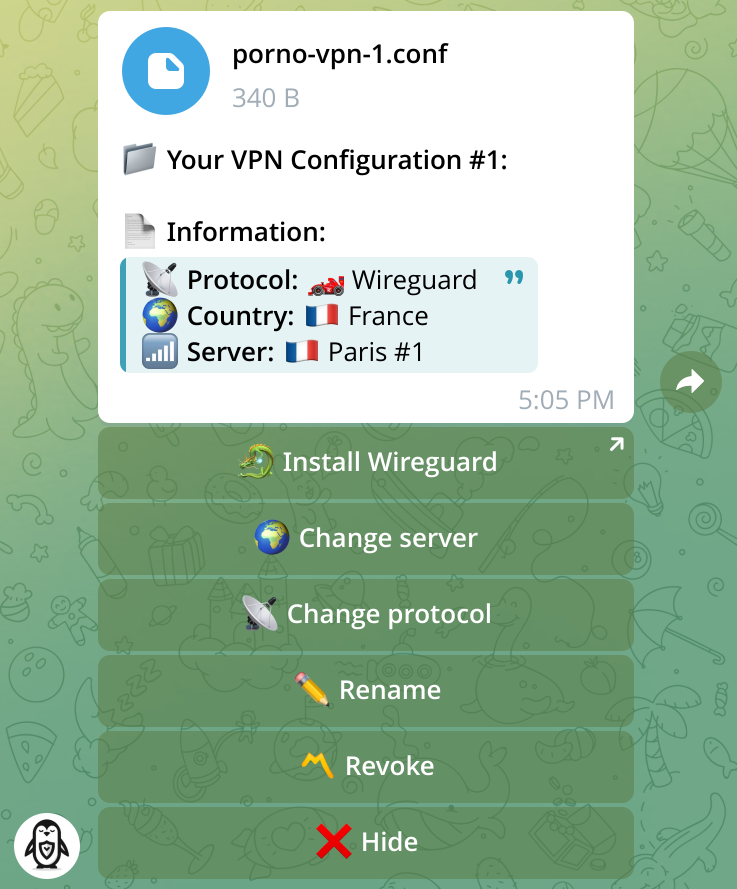 porno-vpn-1.conf
340 B
Your VPN Configuration #1:
Information:
Protocol: 🏎️ Wireguard
Country: 🇫🇷 France
Server: 🇫🇷 Paris #1
5:05 PM
Install Wireguard
Change server
Change protocol
Rename
Revoke
Hide